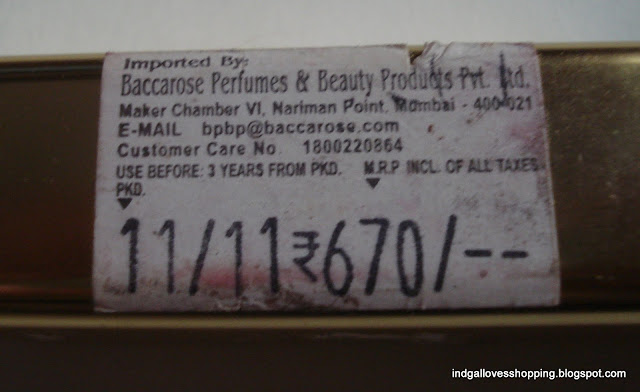 Imported By:
Baccarose Perfumes & Beauty Products Pvt. Ltd.
Maker Chamber VI, Nariman Point, Mumbai - 400 021
E-MAIL bpbp@baccarose.com
Customer Care No. 1800220864
USE BEFORE: 3 YEARS FROM PKD. M.R.P INCL. OF ALL TAXES
PKD.
11/11 ₹670/--
indgallovesshopping.blogspot.com